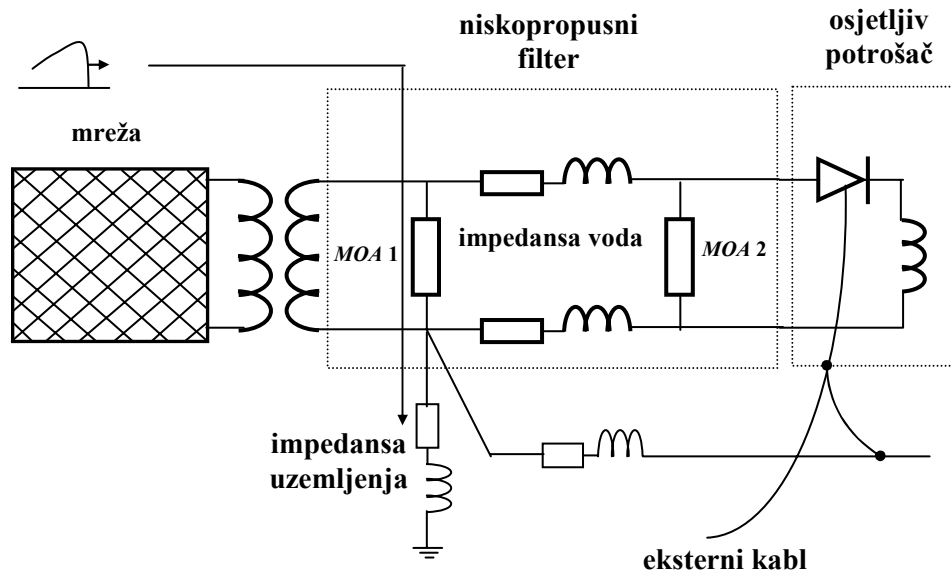 niskopropusni
filter
osjetljiv
potrošač
mreža
MOA 1
impedansa voda
MOA 2
impedansa
uzemljenja
eksterni kabl